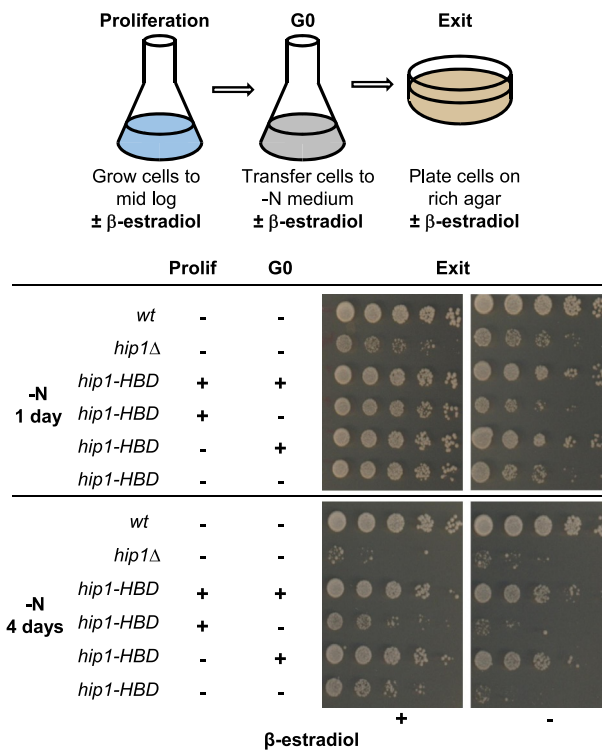 Proliferation G0 Exit
Grow cells to Transfer cells to Plate cells on
mid log -N medium rich agar
± β-estradiol ± β-estradiol ± β-estradiol
Prolif G0 Exit
wt - -
hip1Δ - -
hip1-HBD + +
-N
1 day
hip1-HBD + -
hip1-HBD - +
hip1-HBD - -
wt - -
hip1Δ - -
hip1-HBD + +
-N
4 days
hip1-HBD + -
hip1-HBD - +
hip1-HBD - -
+ -
β-estradiol